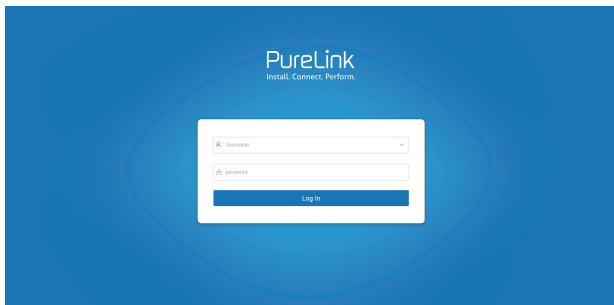 PureLink
Install. Connect. Perform.
Username
password
Log In